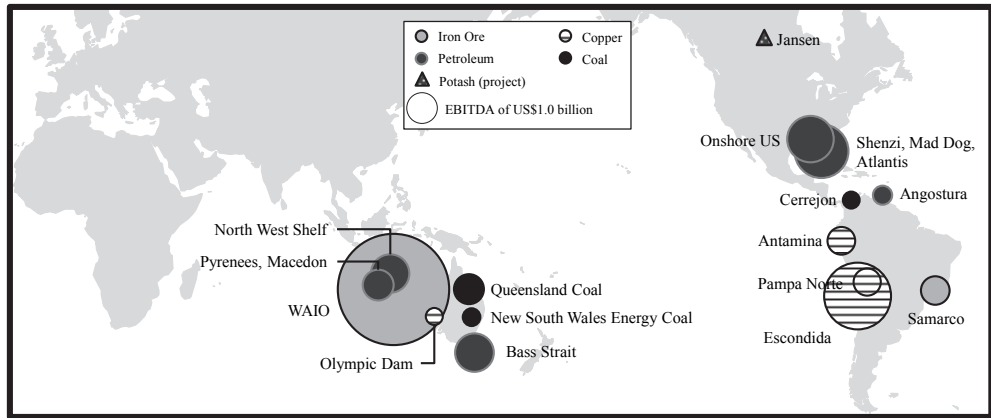 Iron Ore
Copper
Petroleum
Coal
Potash (project)
EBITDA of US$1.0 billion
Jansen
Onshore US
Shenzi, Mad Dog,
Atlantis
Cerrejon
Angostura
North West Shelf
Antamina
Pyrenees, Macedon
Pampa Norte
Queensland Coal
WAIO
New South Wales Energy Coal
Samarco
Escondida
Bass Strait
Olympic Dam